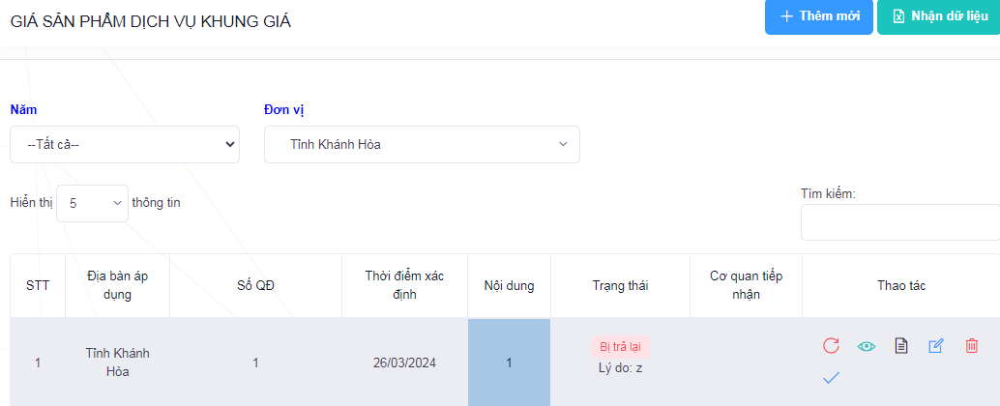 GIÁ SẢN PHẨM DỊCH VỤ KHUNG GIÁ
Thêm mới
Nhận dữ liệu
Năm
Đơn vị
--Tất cả--
Tỉnh Khánh Hòa
Hiển thị 5 thông tin
Tìm kiếm:
STT
Địa bàn áp
dụng
Số QĐ
Thời điểm xác
định
Nội dung
Trạng thái
Cơ quan tiếp
nhận
Thao tác
1
Tỉnh Khánh
Hòa
1
26/03/2024
1
Bị trả lại
Lý do: z